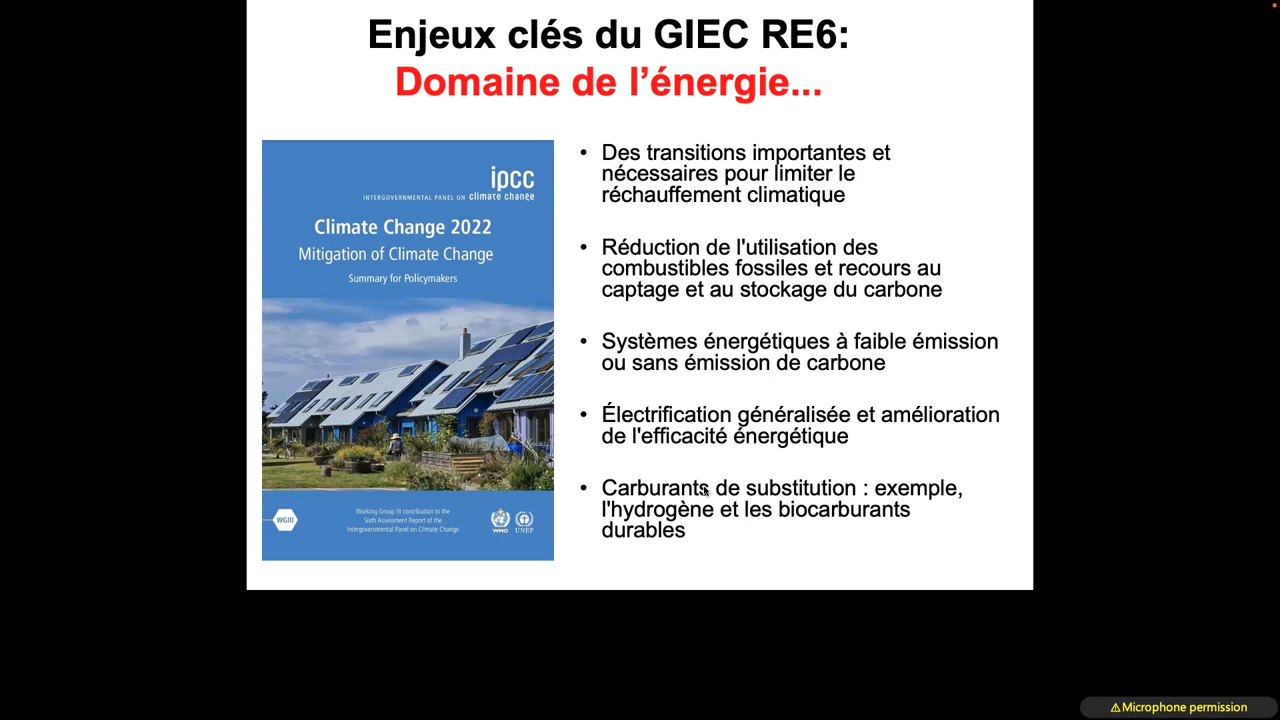 Enjeux clés du GIEC RE6:
Domaine de l’énergie...
ipcc
INTERGOVERNMENTAL PANEL ON climate change
Climate Change 2022
Mitigation of Climate Change
Summary for Policymakers
WGIII
Working Group III contribution to the
Sixth Assessment Report of the
Intergovernmental Panel on Climate Change
WMO
UNEP
• Des transitions importantes et
nécessaires pour limiter le
réchauffement climatique
• Réduction de l'utilisation des
combustibles fossiles et recours au
captage et au stockage du carbone
• Systèmes énergétiques à faible émission
ou sans émission de carbone
• Électrification généralisée et amélioration
de l'efficacité énergétique
• Carburants de substitution : exemple,
l'hydrogène et les biocarburants
durables
⚠Microphone permission